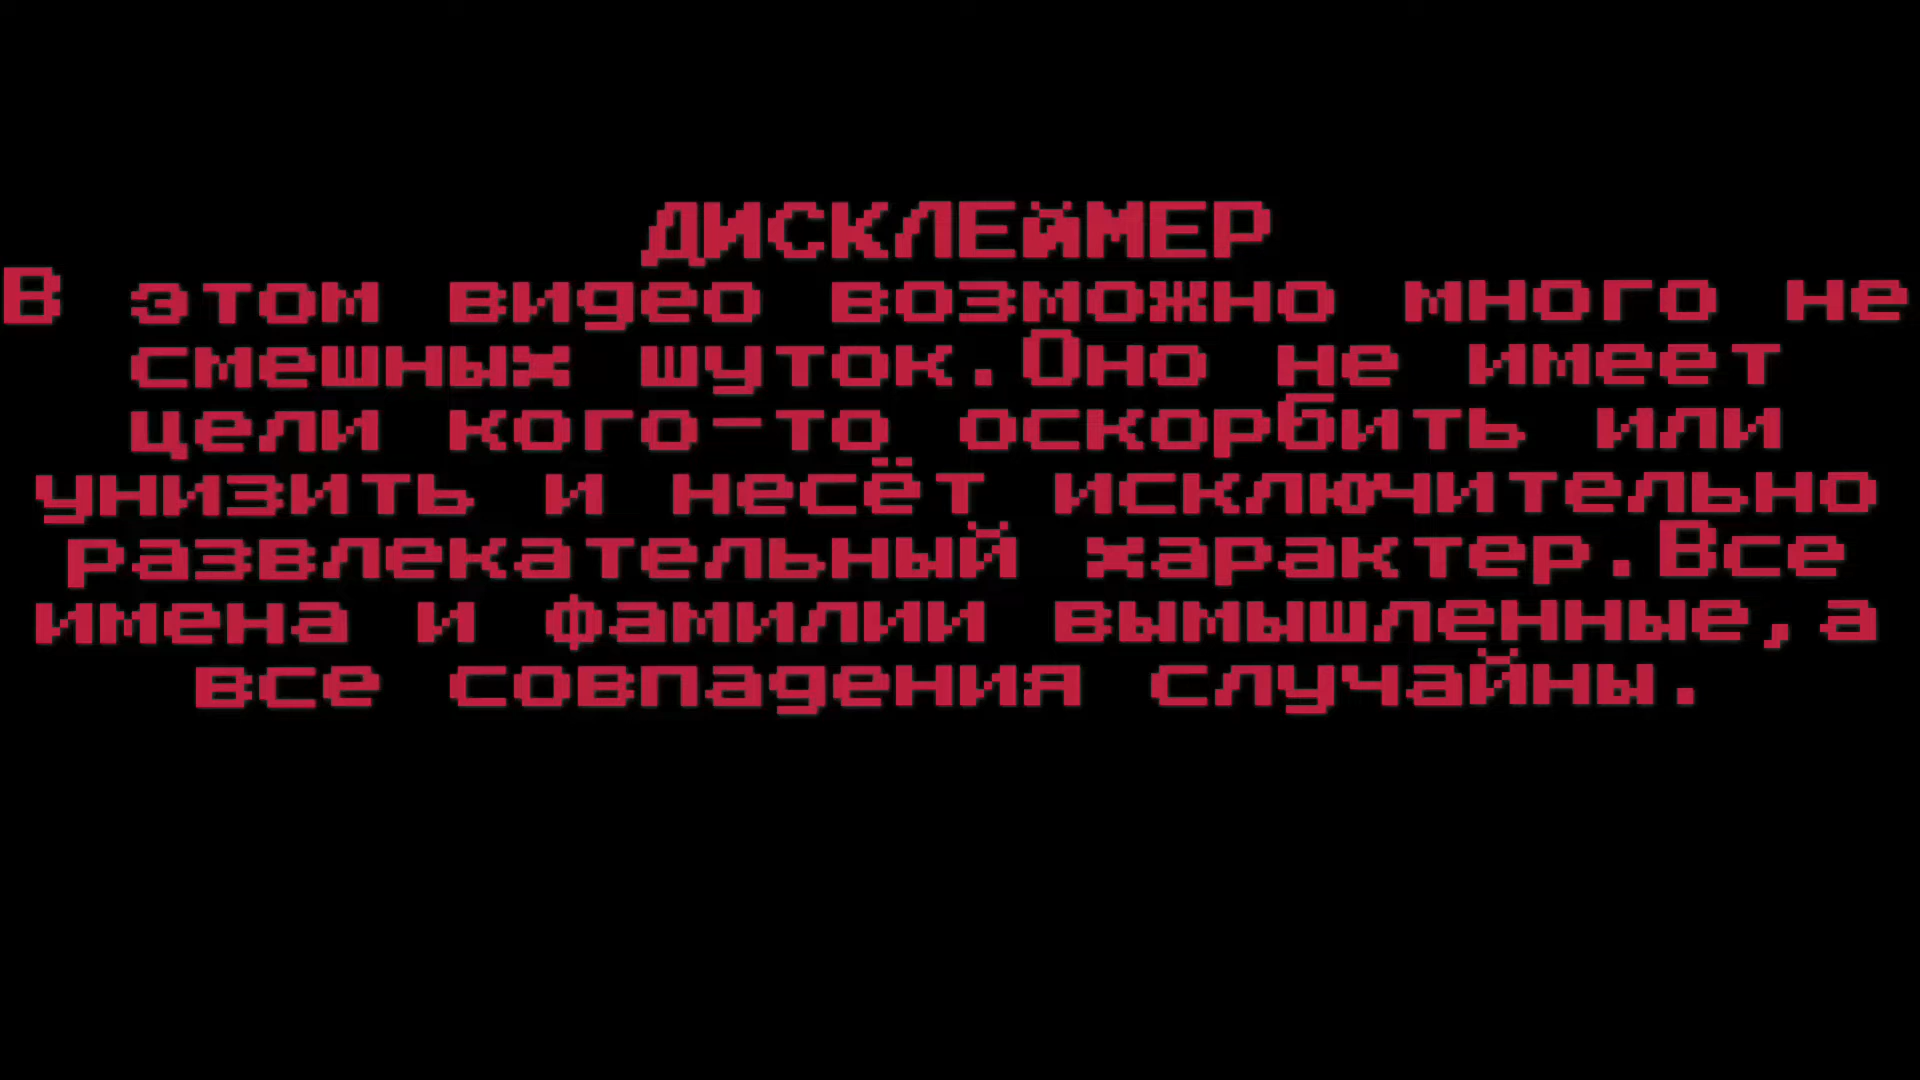 ДИСКЛЕЙМЕР
В этом видео возможно много не
смешных шуток.Оно не имеет
цели кого-то оскорбить или
унизить и несёт исключительно
развлекательный характер.Все
имена и фамилии вымышленные,а
все совпадения случайны.